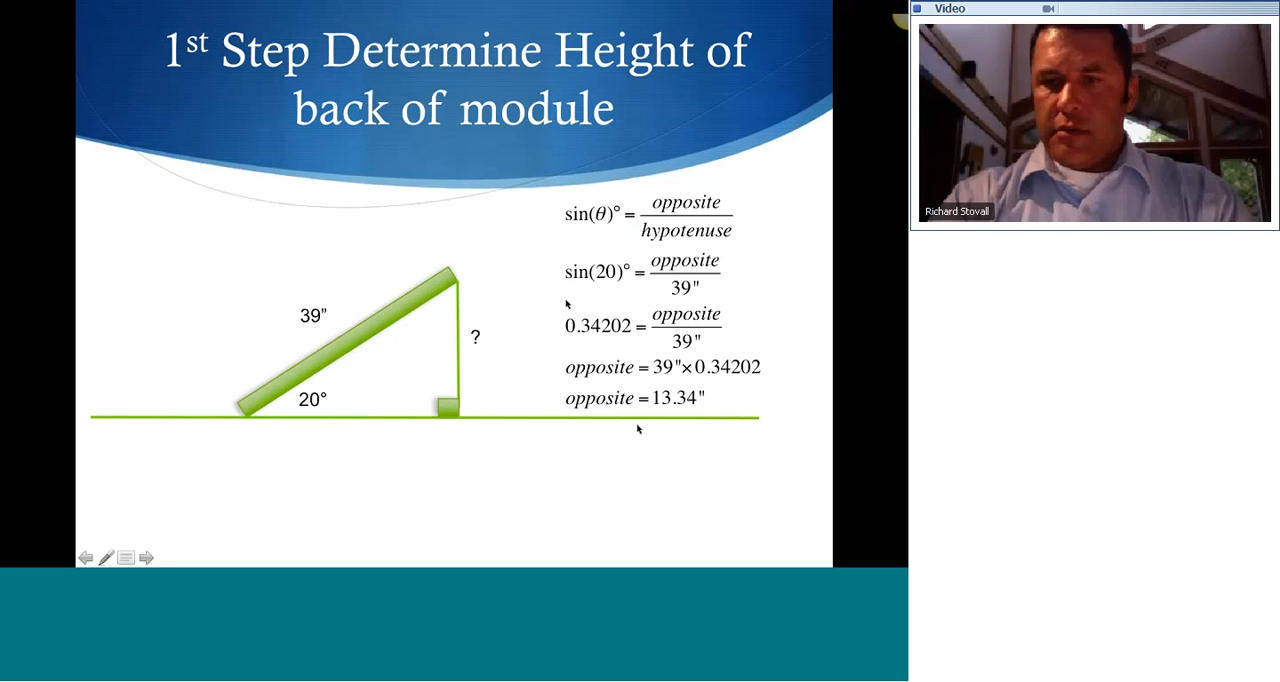 1st Step Determine Height of
back of module
sin(θ)° = opposite / hypotenuse
sin(20)° = opposite / 39"
0.34202 = opposite / 39"
opposite = 39"×0.34202
opposite = 13.34"
39”
?
20°
Video
Richard Stovall